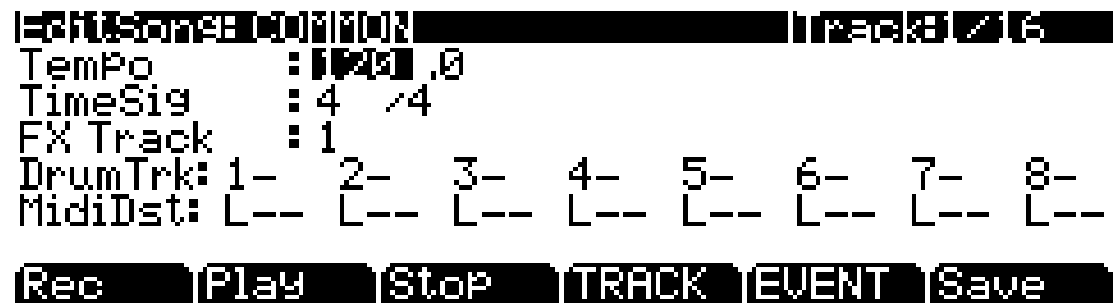 EditSong:COMMON Track:1/16
Tempo :120 .0
TimeSig :4 /4
FX Track :1
DrumTrk:1- 2- 3- 4- 5- 6- 7- 8-
MidiDst:L-- L-- L-- L-- L-- L-- L-- L--
Rec Play Stop TRACK EVENT Save